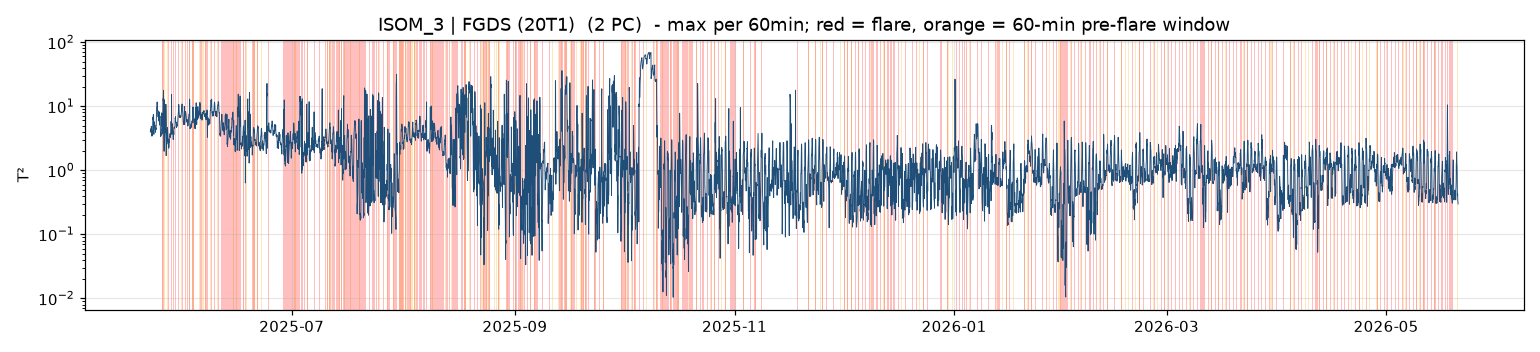 ISOM_3 | FGDS (20T1)  (2 PC)  - max per 60min; red = flare, orange = 60-min pre-flare window
T²
10²
10¹
10⁰
10⁻¹
10⁻²
2025-07 2025-09 2025-11 2026-01 2026-03 2026-05